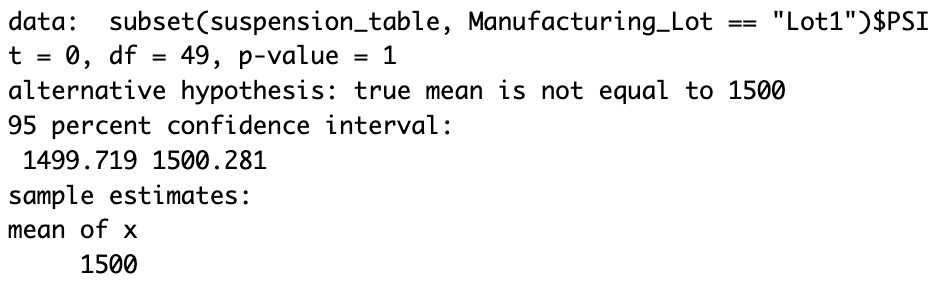 data:  subset(suspension_table, Manufacturing_Lot == "Lot1")$PSI
t = 0, df = 49, p-value = 1
alternative hypothesis: true mean is not equal to 1500
95 percent confidence interval:
 1499.719 1500.281
sample estimates:
mean of x
     1500